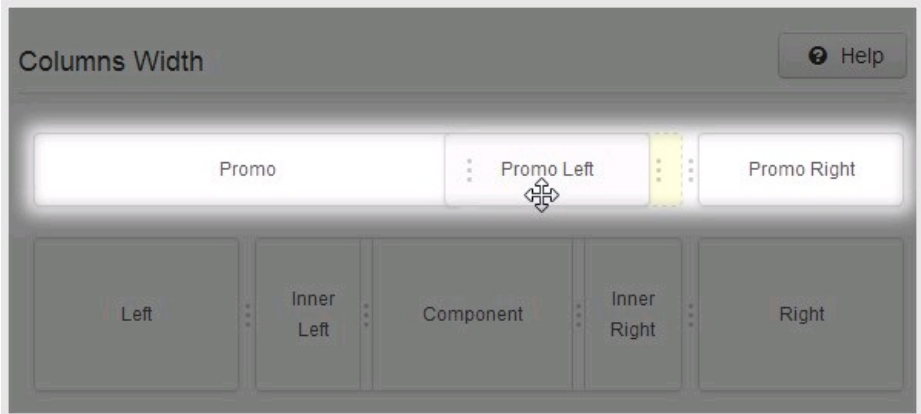 Columns Width
Help
Promo
Promo Left
Promo Right
Left
Inner
Left
Component
Inner
Right
Right